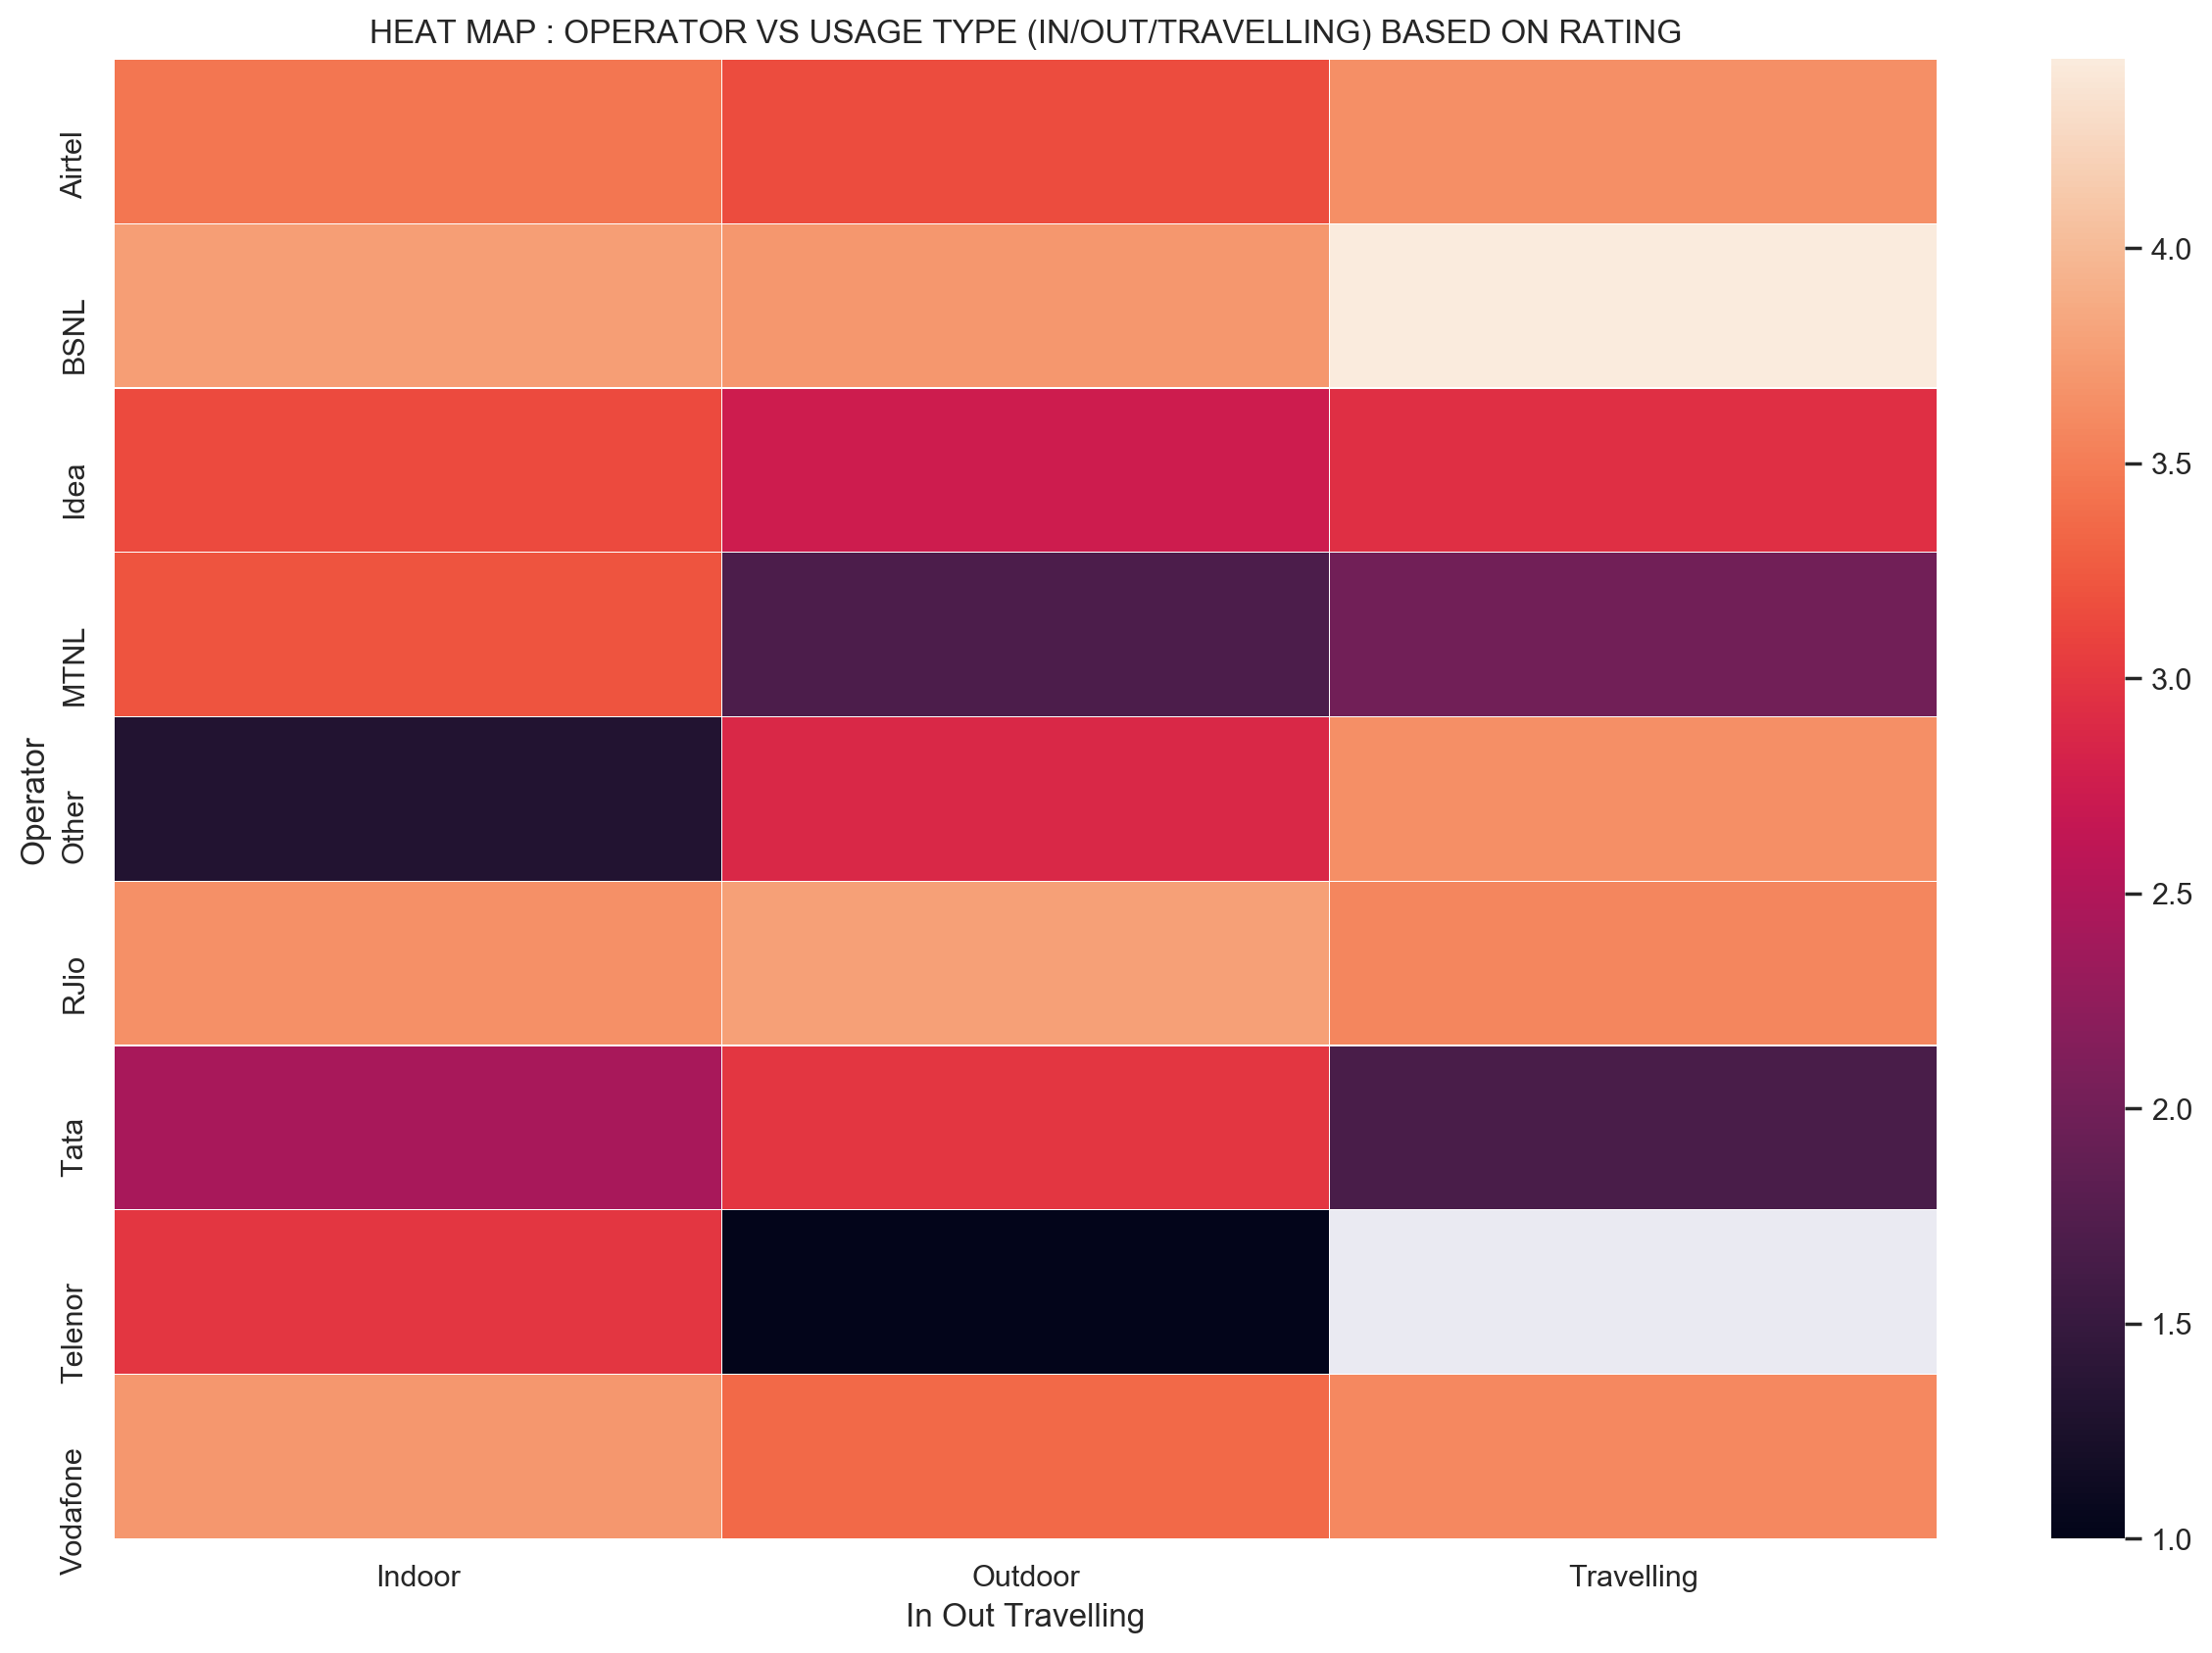 HEAT MAP : OPERATOR VS USAGE TYPE (IN/OUT/TRAVELLING) BASED ON RATING
Operator
Airtel
BSNL
Idea
MTNL
Other
RJio
Tata
Telenor
Vodafone
Indoor
Outdoor
Travelling
In Out Travelling
4.0
3.5
3.0
2.5
2.0
1.5
1.0